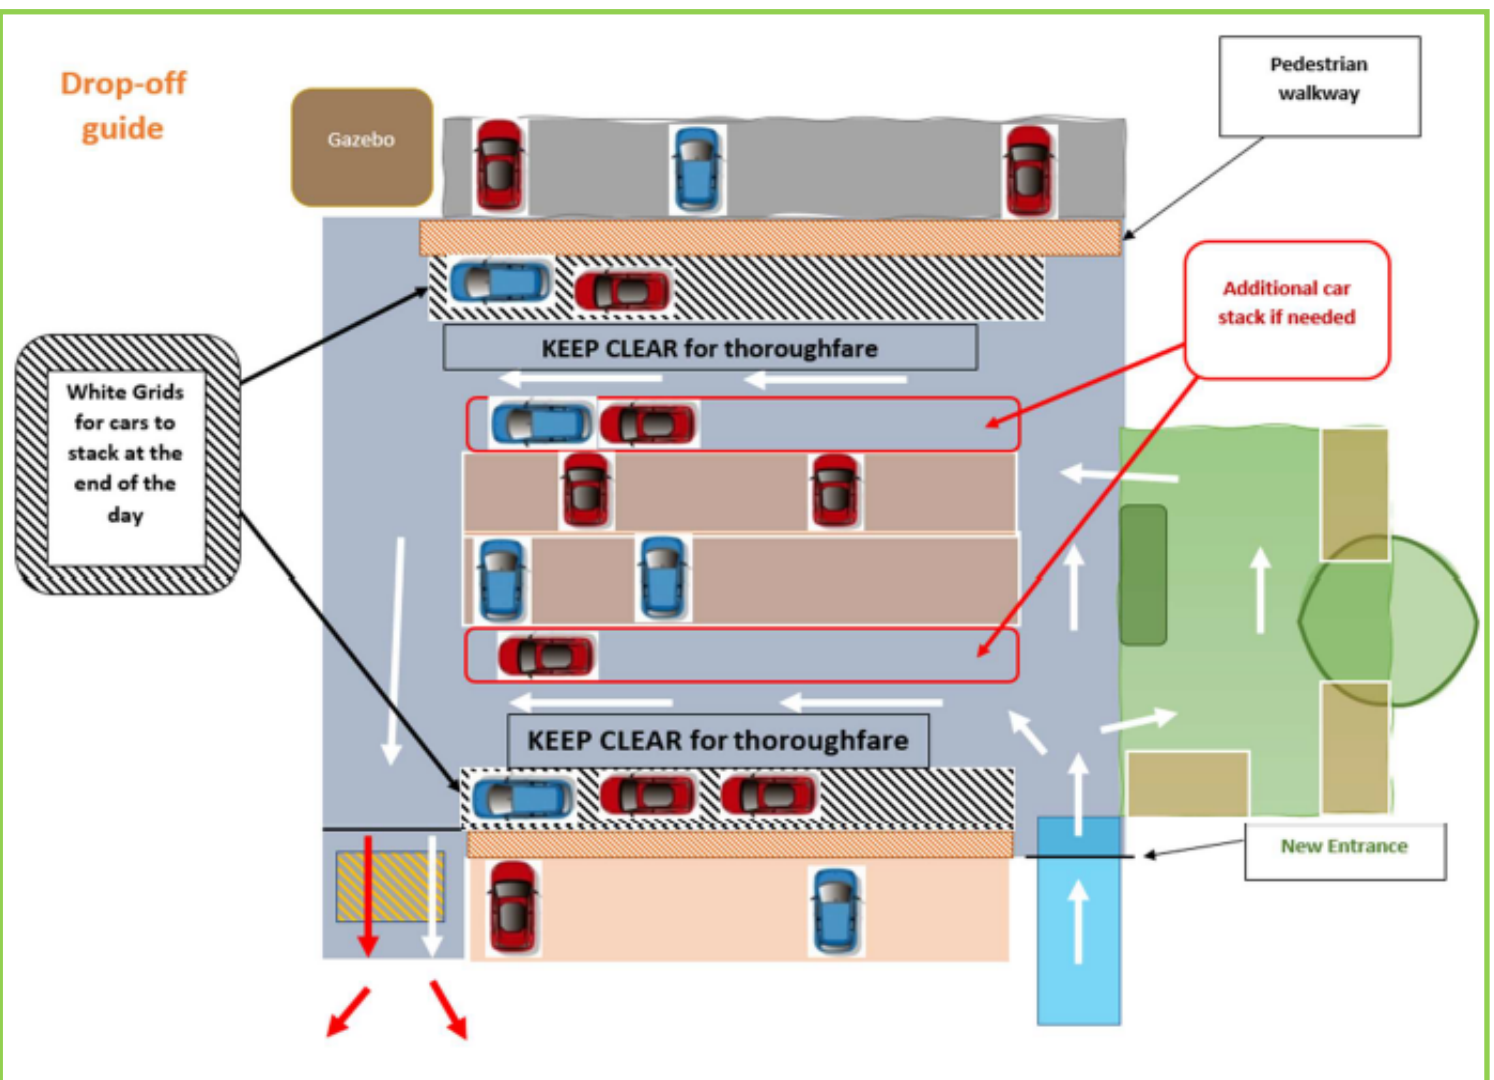 Drop-off
guide
Gazebo
Pedestrian
walkway
Additional car
stack if needed
KEEP CLEAR for thoroughfare
White Grids
for cars to
stack at the
end of the
day
KEEP CLEAR for thoroughfare
New Entrance